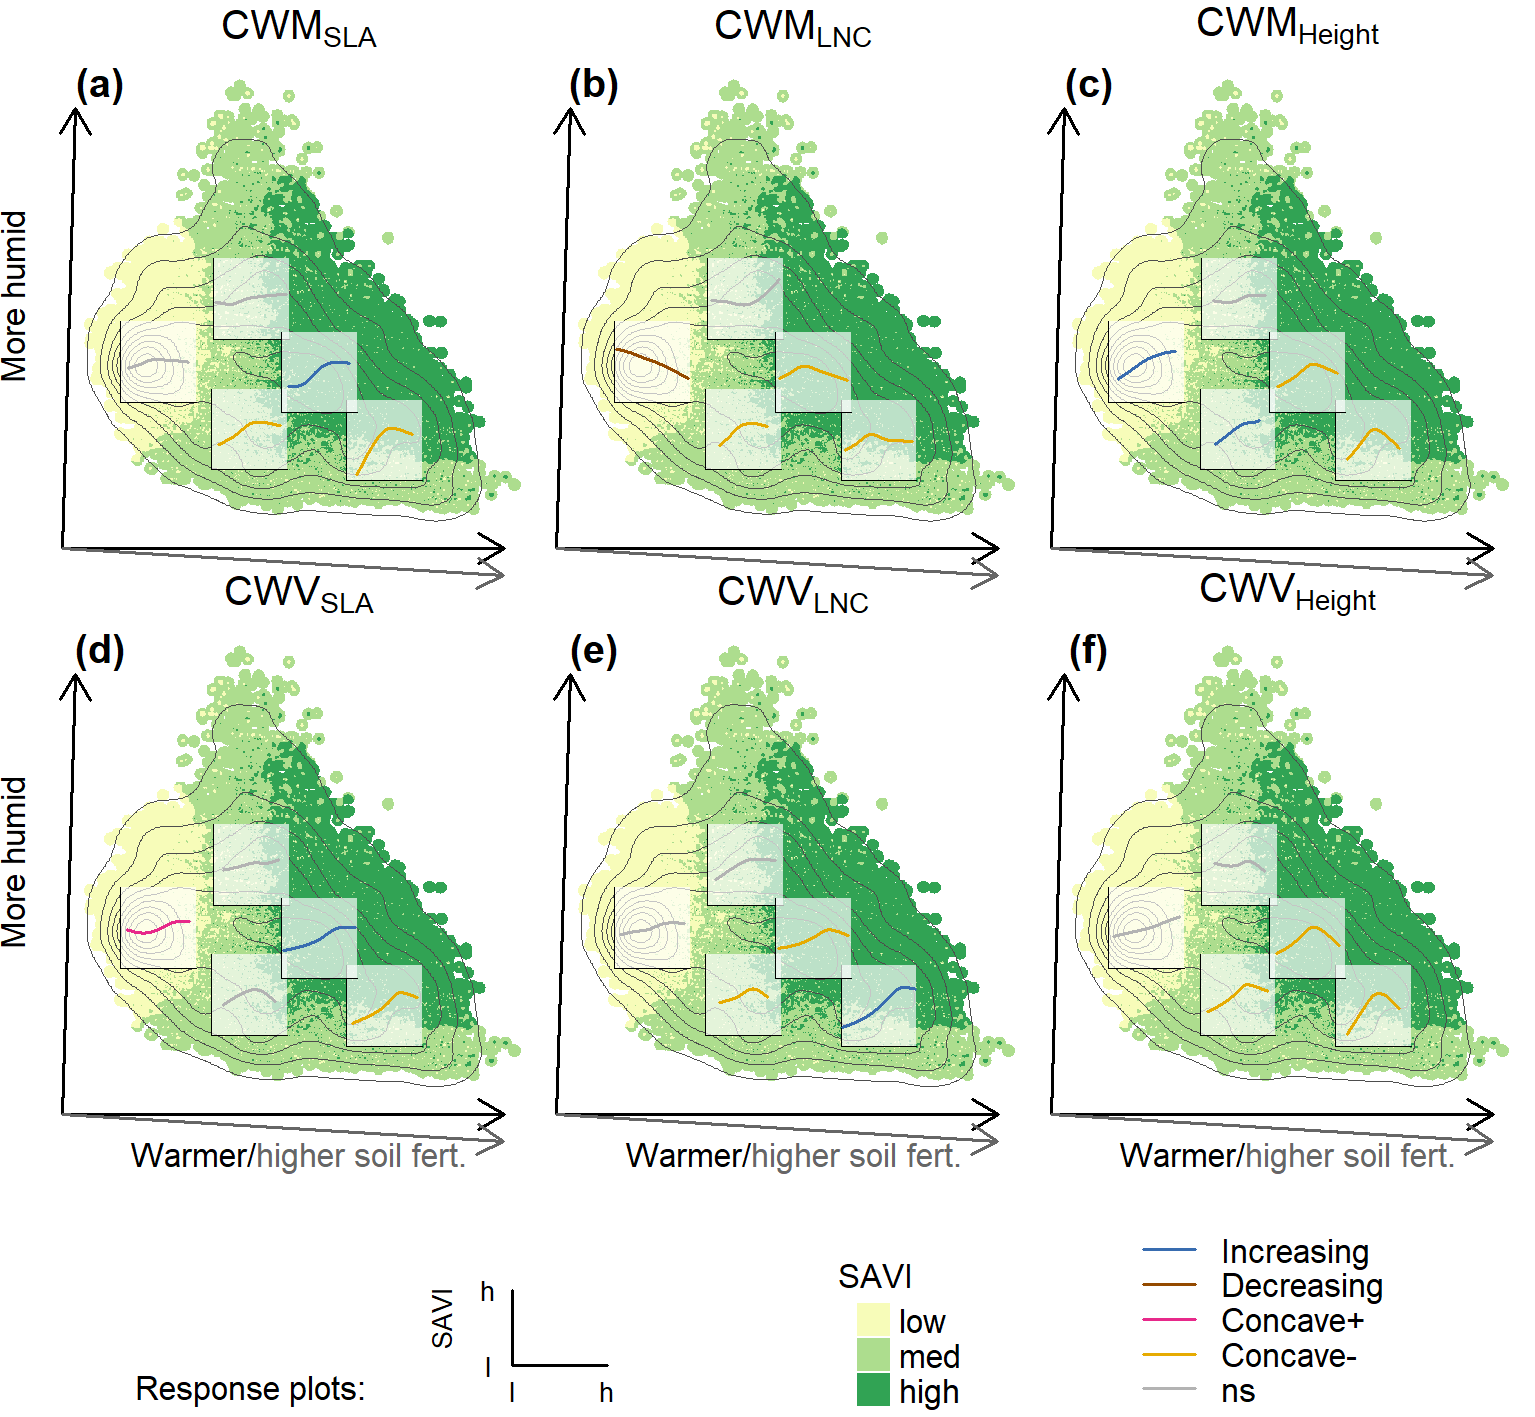 CWMSLA
CWMLNC
CWMHeight
(a)
(b)
(c)
More humid
CWVSLA
CWVLNC
CWVHeight
(d)
(e)
(f)
More humid
Warmer/higher soil fert.
Warmer/higher soil fert.
Warmer/higher soil fert.
Response plots:
SAVI
h
l
l
h
SAVI
low
med
high
Increasing
Decreasing
Concave+
Concave-
ns